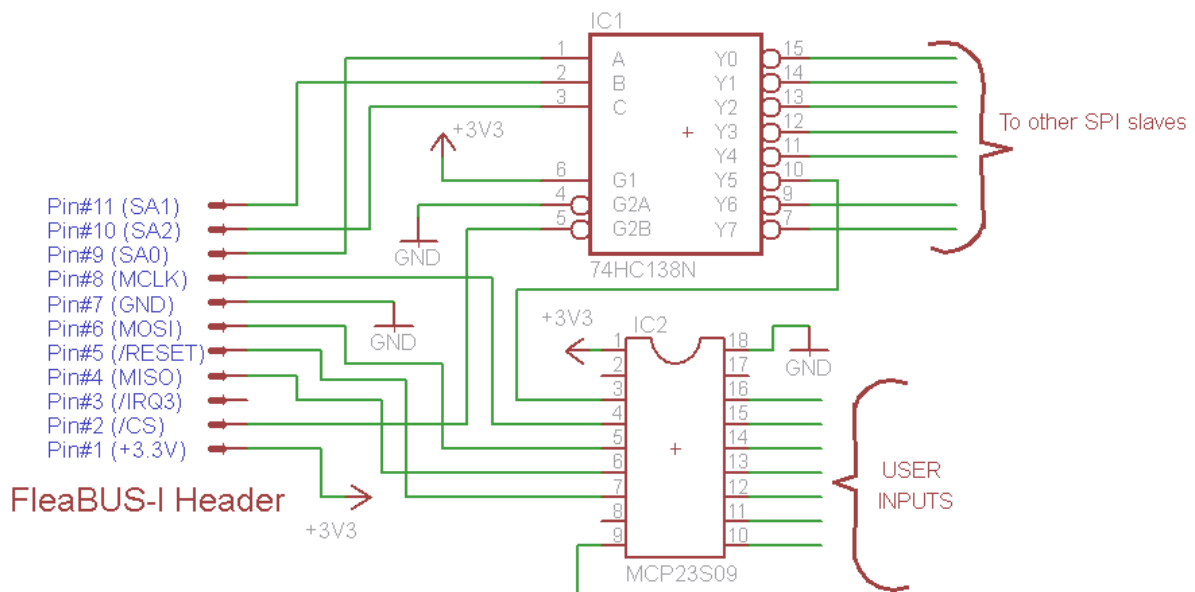 IC1
1 A Y0 15
2 B Y1 14
3 C Y2 13
Y3 12
Y4 11
6 G1 Y5 10
4 G2A Y6 9
5 G2B Y7 7
74HC138N
+3V3
GND
To other SPI slaves
Pin#11 (SA1)
Pin#10 (SA2)
Pin#9 (SA0)
Pin#8 (MCLK)
Pin#7 (GND)
Pin#6 (MOSI)
Pin#5 (/RESET)
Pin#4 (MISO)
Pin#3 (/IRQ3)
Pin#2 (/CS)
Pin#1 (+3.3V)
FleaBUS-I Header
GND
+3V3
+3V3
IC2
1 18
2 17
3 16
4 15
5 14
6 13
7 12
8 11
9 10
MCP23S09
GND
USER
INPUTS